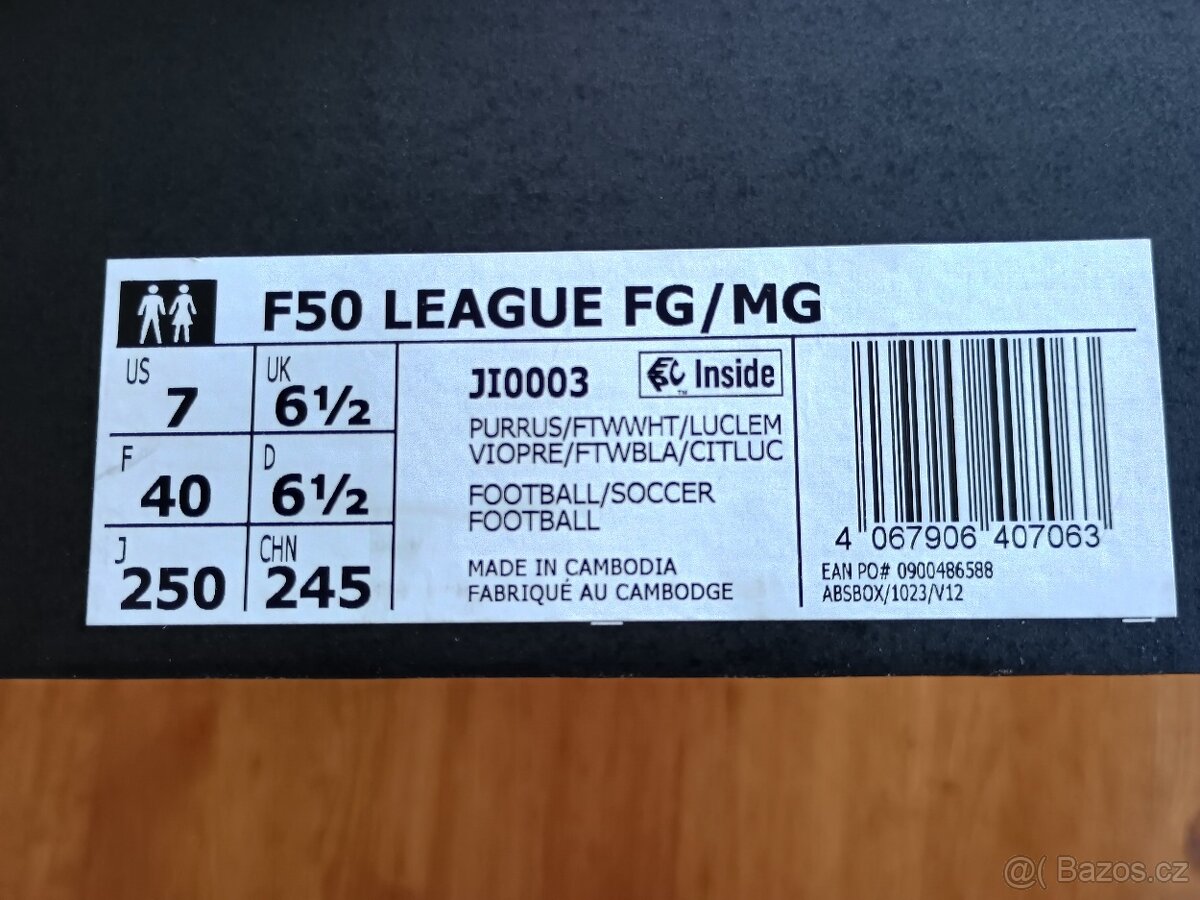 F50 LEAGUE FG/MG
US 7
UK 6½
F 40
D 6½
J 250
CHN 245
JI0003
Inside
PURRUS/FTWWHT/LUCLEM
VIOPRE/FTWBLA/CITLUC
FOOTBALL/SOCCER
FOOTBALL
MADE IN CAMBODIA
FABRIQUÉ AU CAMBODGE
4 067906 407063
EAN PO# 0900486588
ABSBOX/1023/V12
@( Bazos.cz